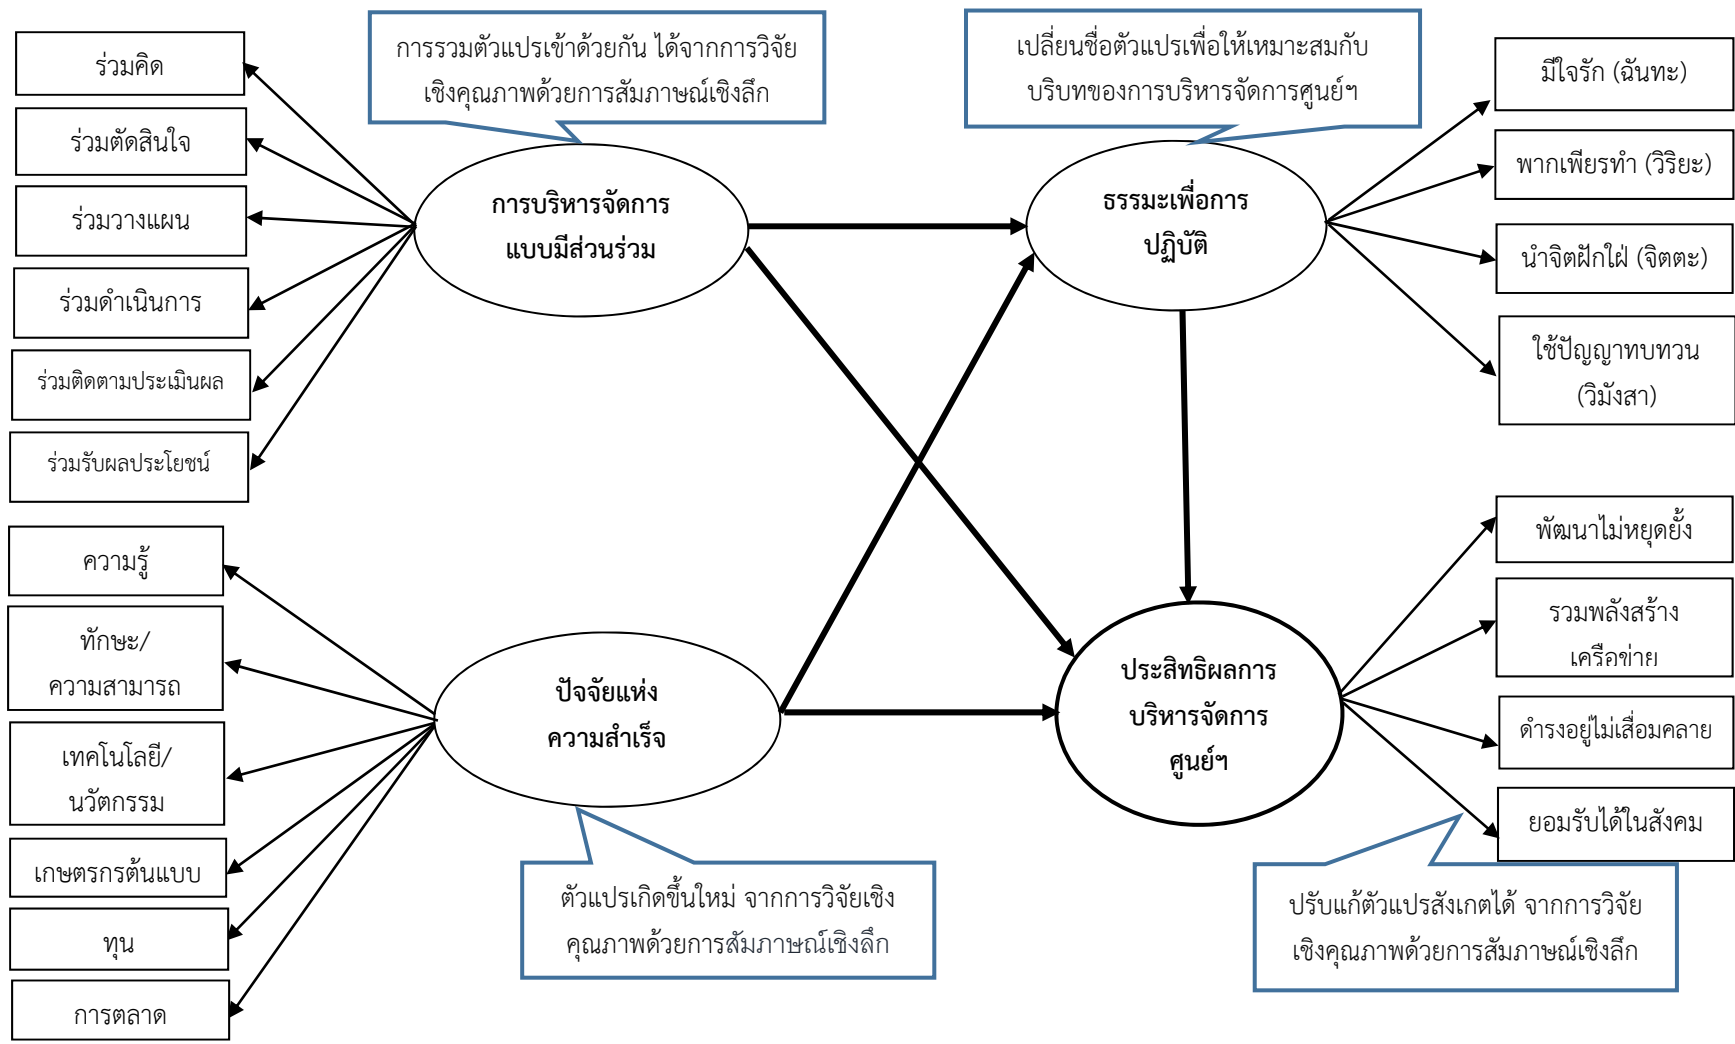 ร่วมคิด
ร่วมตัดสินใจ
ร่วมวางแผน
ร่วมดำเนินการ
ร่วมติดตามประเมินผล
ร่วมรับผลประโยชน์
การรวมตัวแปรเข้าด้วยกัน ได้จากการวิจัย
เชิงคุณภาพด้วยการสัมภาษณ์เชิงลึก
การบริหารจัดการ
แบบมีส่วนร่วม
เปลี่ยนชื่อตัวแปรเพื่อให้เหมาะสมกับ
บริบทของการบริหารจัดการศูนย์ฯ
ธรรมะเพื่อการ
ปฏิบัติ
มีใจรัก (ฉันทะ)
พากเพียรทำ (วิริยะ)
นำจิตฝักใฝ่ (จิตตะ)
ใช้ปัญญาทบทวน
(วิมังสา)
ความรู้
ทักษะ/
ความสามารถ
เทคโนโลยี/
นวัตกรรม
เกษตรกรต้นแบบ
ทุน
การตลาด
ปัจจัยแห่ง
ความสำเร็จ
ตัวแปรเกิดขึ้นใหม่ จากการวิจัยเชิง
คุณภาพด้วยการสัมภาษณ์เชิงลึก
ประสิทธิผลการ
บริหารจัดการ
ศูนย์ฯ
พัฒนาไม่หยุดยั้ง
รวมพลังสร้าง
เครือข่าย
ดำรงอยู่ไม่เสื่อมคลาย
ยอมรับได้ในสังคม
ปรับแก้ตัวแปรสังเกตได้ จากการวิจัย
เชิงคุณภาพด้วยการสัมภาษณ์เชิงลึก